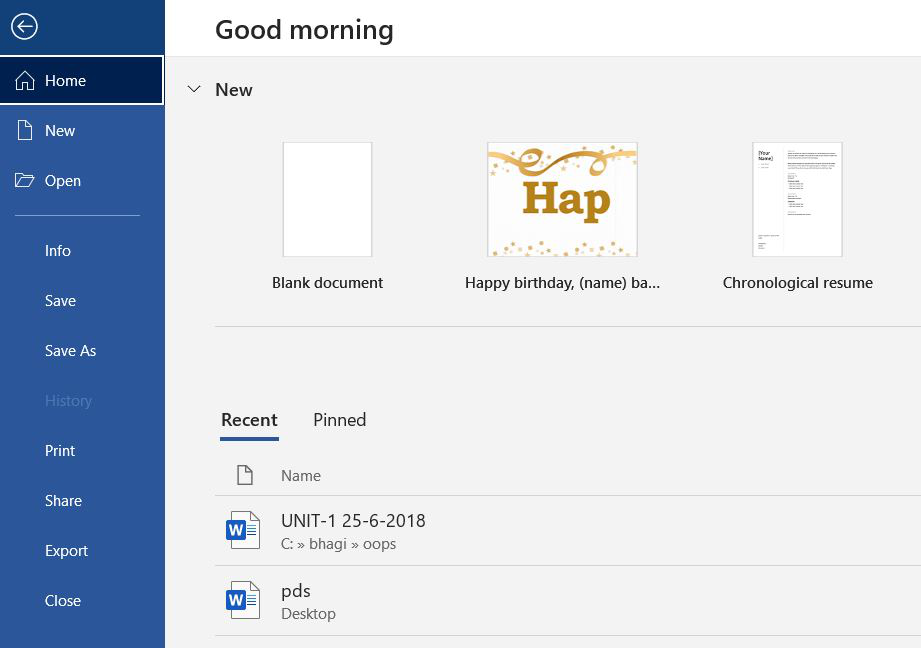 Good morning
Home
New
Open
Info
Save
Save As
History
Print
Share
Export
Close
New
Hap
[Your
Name]
Blank document
Happy birthday, (name) ba...
Chronological resume
Recent
Pinned
Name
W
UNIT-1 25-6-2018
C: » bhagi » oops
W
pds
Desktop